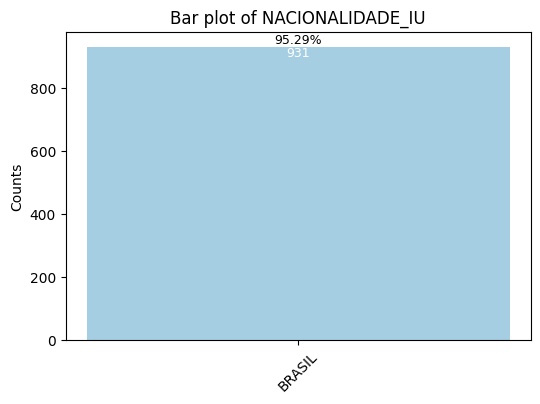 Bar plot of NACIONALIDADE_IU
95.29%
931
800
600
400
200
0
Counts
BRASIL